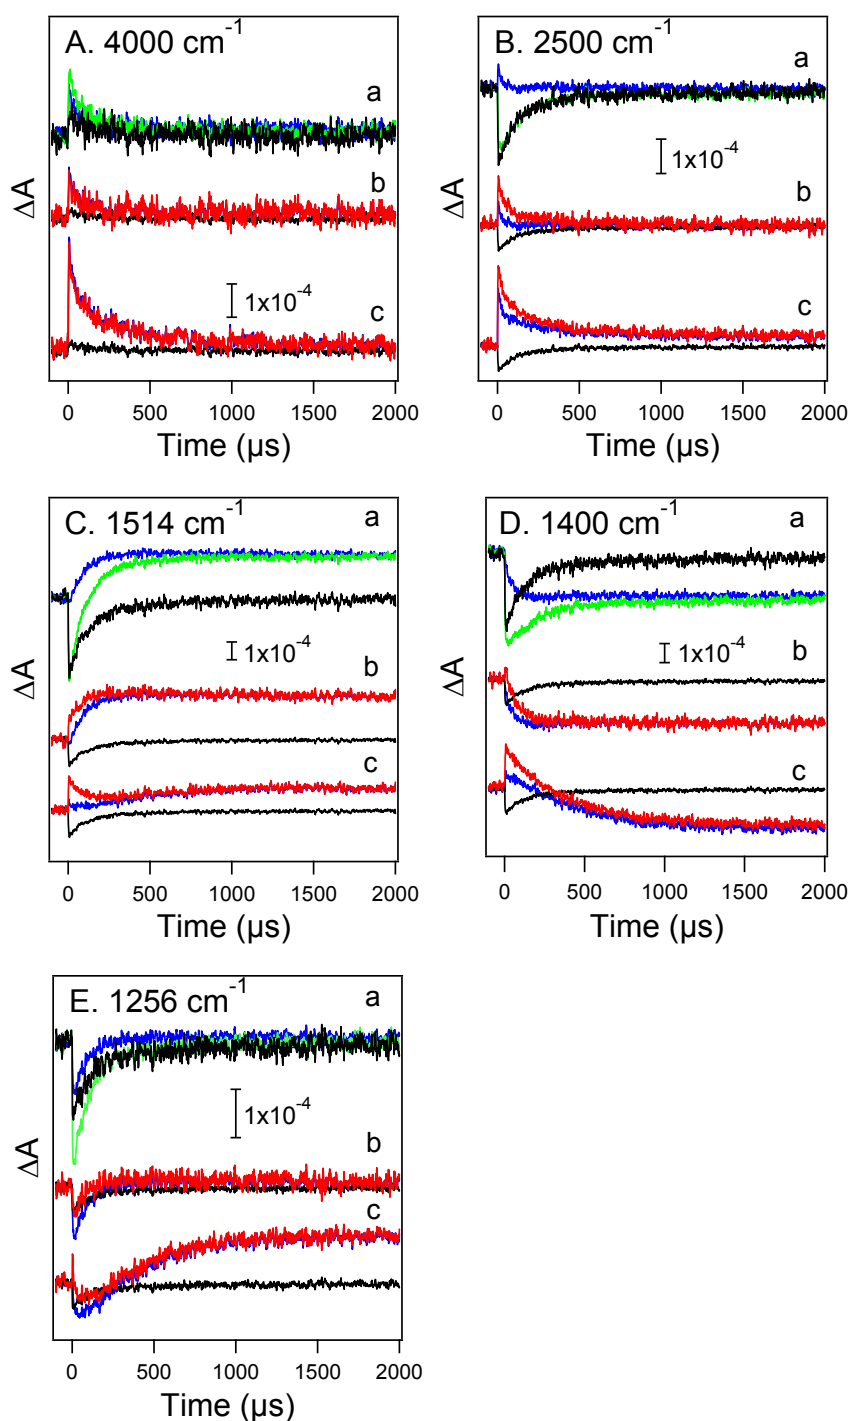 A. 4000 cm⁻¹
a
b
1x10⁻⁴
c
ΔA
0 500 1000 1500 2000
Time (µs)
B. 2500 cm⁻¹
a
1x10⁻⁴
b
c
ΔA
0 500 1000 1500 2000
Time (µs)
C. 1514 cm⁻¹
a
1x10⁻⁴
b
c
ΔA
0 500 1000 1500 2000
Time (µs)
D. 1400 cm⁻¹
a
1x10⁻⁴
b
c
ΔA
0 500 1000 1500 2000
Time (µs)
E. 1256 cm⁻¹
a
1x10⁻⁴
b
c
ΔA
0 500 1000 1500 2000
Time (µs)